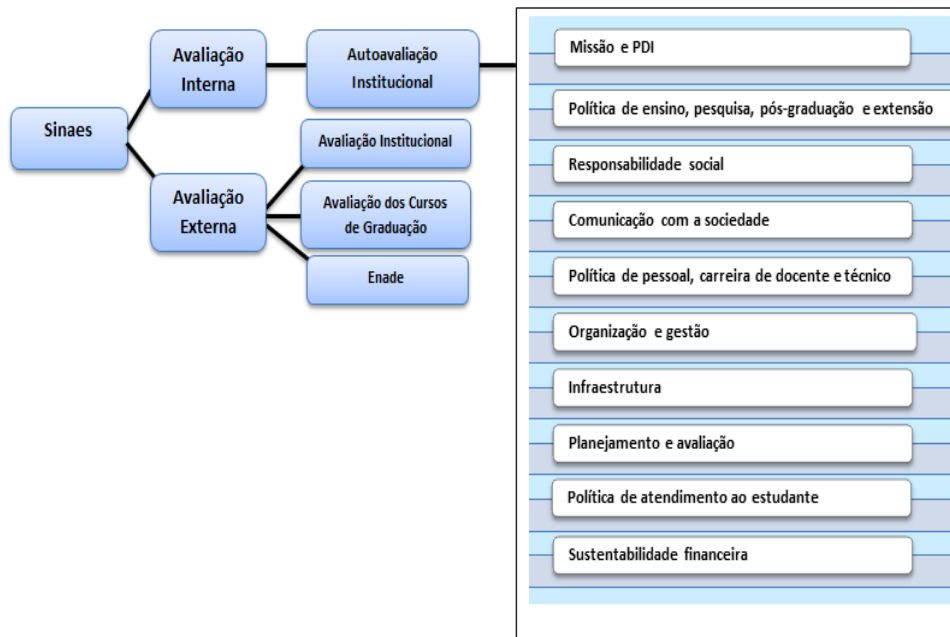 Sinaes
Avaliação
Interna
Avaliação
Externa
Autoavaliação
Institucional
Avaliação Institucional
Avaliação dos Cursos
de Graduação
Enade
Missão e PDI
Política de ensino, pesquisa, pós-graduação e extensão
Responsabilidade social
Comunicação com a sociedade
Política de pessoal, carreira de docente e técnico
Organização e gestão
Infraestrutura
Planejamento e avaliação
Política de atendimento ao estudante
Sustentabilidade financeira